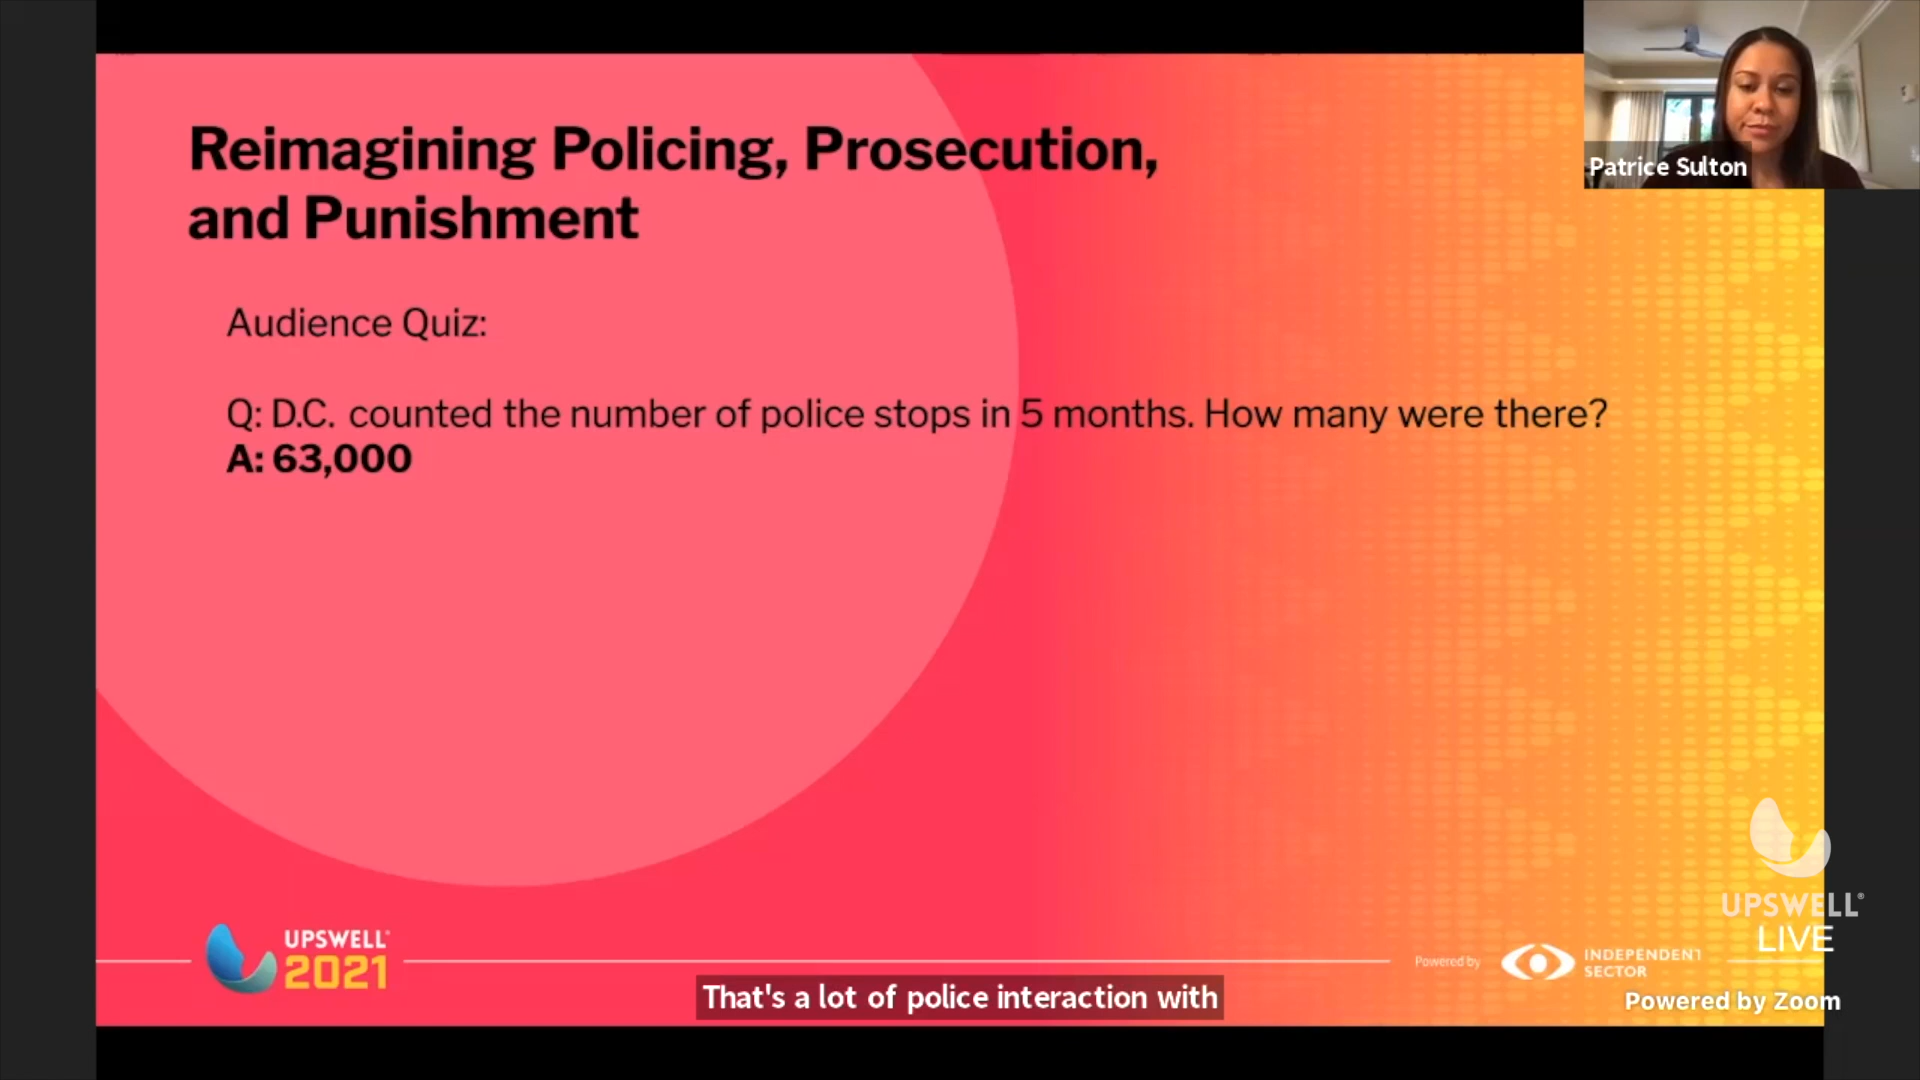 Reimagining Policing, Prosecution,
and Punishment
Audience Quiz:
Q: D.C. counted the number of police stops in 5 months. How many were there?
A: 63,000
Patrice Sulton
UPSWELL
2021
Powered by
INDEPENDENT
SECTOR
UPSWELL®
LIVE
That's a lot of police interaction with
Powered by Zoom